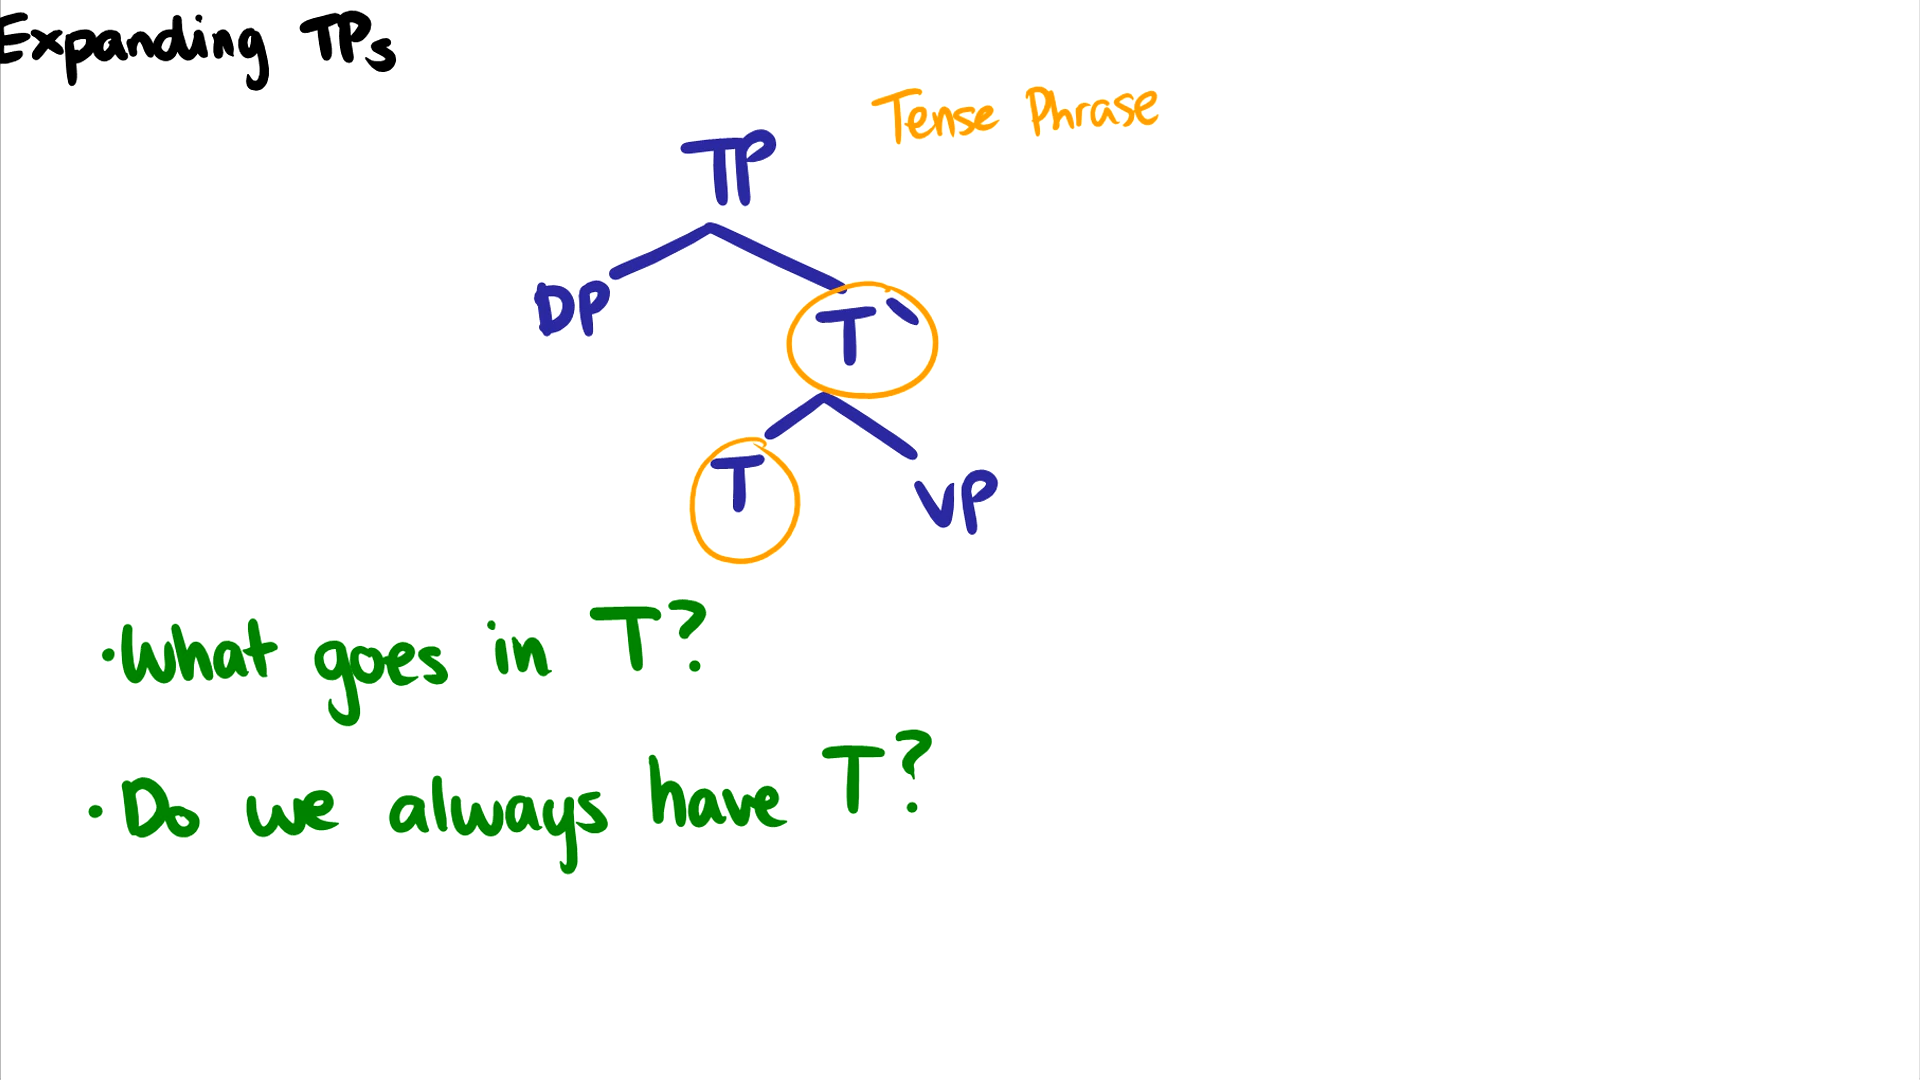 Expanding TPs
Tense Phrase
TP
DP
T`
T
VP
·What goes in T?
·Do we always have T?